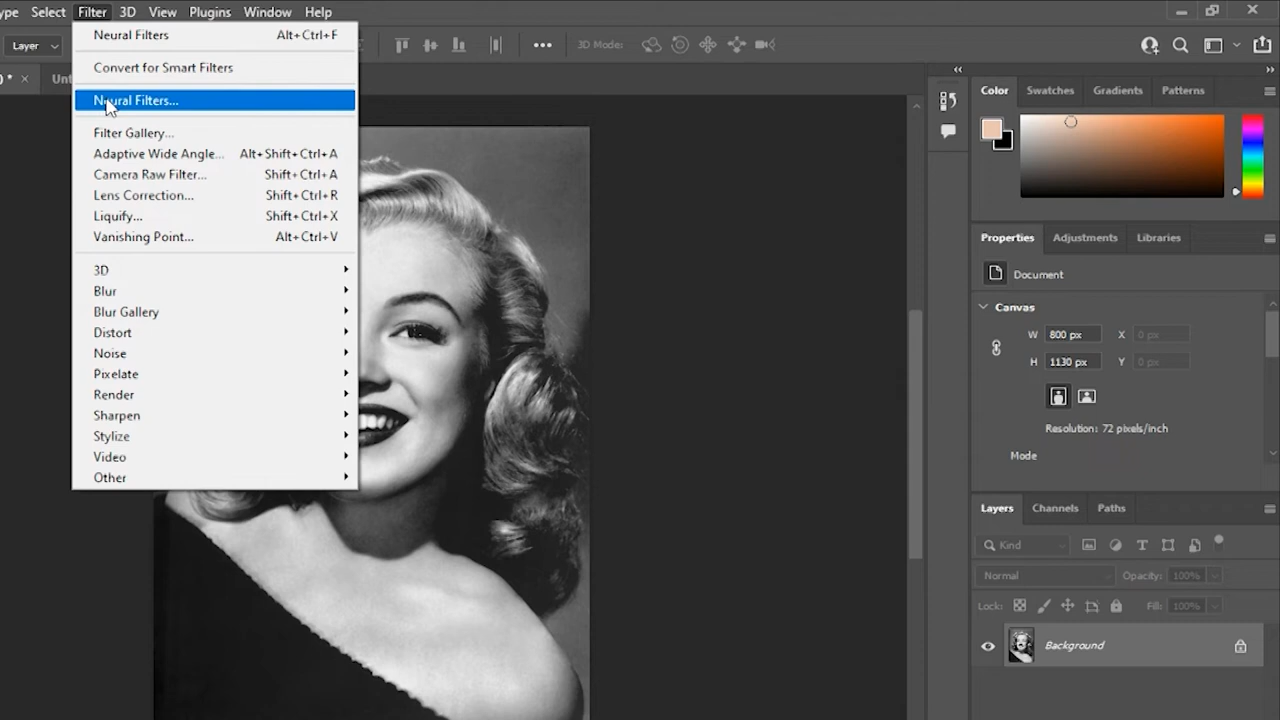 ype Select Filter 3D View Plugins Window Help
Layer 3D Mode:
) * × Unt
Neural Filters Alt+Ctrl+F
Convert for Smart Filters
Neural Filters...
Filter Gallery...
Adaptive Wide Angle... Alt+Shift+Ctrl+A
Camera Raw Filter... Shift+Ctrl+A
Lens Correction... Shift+Ctrl+R
Liquify... Shift+Ctrl+X
Vanishing Point... Alt+Ctrl+V
3D
Blur
Blur Gallery
Distort
Noise
Pixelate
Render
Sharpen
Stylize
Video
Other
Color Swatches Gradients Patterns
Properties Adjustments Libraries
Document
Canvas
W 800 px X 0 px
H 1130 px Y 0 px
Resolution: 72 pixels/inch
Mode
Layers Channels Paths
Kind
Normal Opacity: 100%
Lock: Fill: 100%
Background